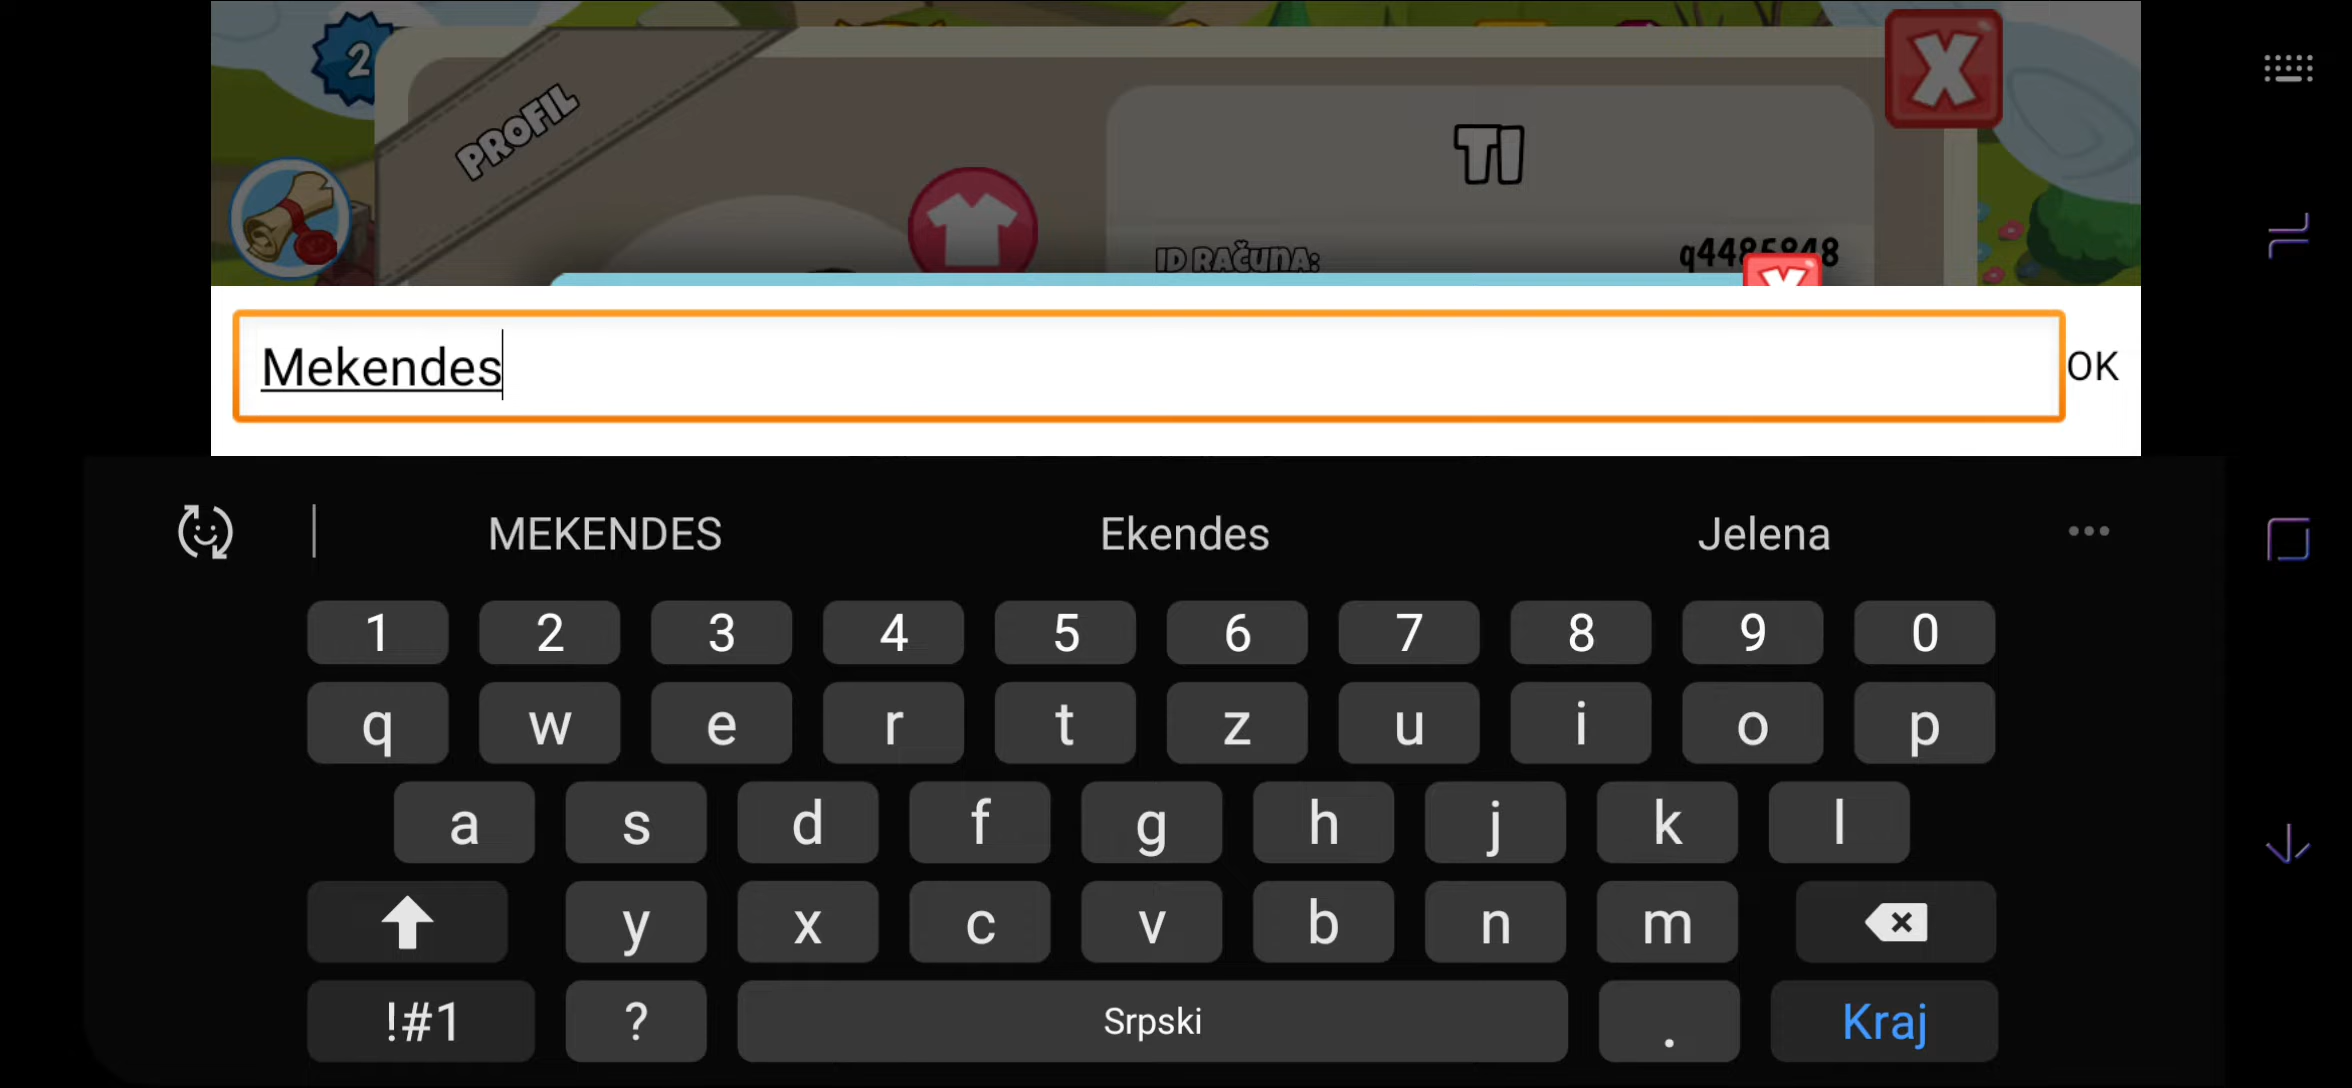 2
PROFIL
TI
ID RAČUNA:
q4485848
Mekendes
OK
MEKENDES Ekendes Jelena
1 2 3 4 5 6 7 8 9 0
q w e r t z u i o p
a s d f g h j k l
y x c v b n m
!#1 ? Srpski . Kraj